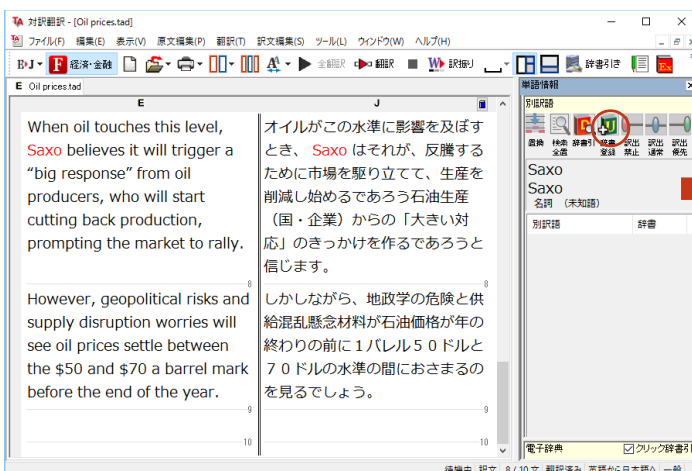 対訳翻訳 - [Oil prices.tad]
ファイル(F) 編集(E) 表示(V) 原文編集(P) 翻訳(T) 訳文編集(S) ツール(L) ウィンドウ(W) ヘルプ(H)
E▸J 経済·金融 全翻訳 翻訳 訳振り 辞書引き
E Oil prices.tad
E J
When oil touches this level,
Saxo believes it will trigger a
“big response” from oil
producers, who will start
cutting back production,
prompting the market to rally.
8
However, geopolitical risks and
supply disruption worries will
see oil prices settle between
the $50 and $70 a barrel mark
before the end of the year.
9
10
オイルがこの水準に影響を及ぼす
とき、 Saxo はそれが、反騰する
ために市場を駆り立てて、生産を
削減し始めるであろう石油生産
（国・企業）からの「大きい対
応」のきっかけを作るであろうと
信じます。
8
しかしながら、地政学の危険と供
給混乱懸念材料が石油価格が年の
終わりの前に１バレル５０ドルと
７０ドルの水準の間におさまるの
を見るでしょう。
9
10
単語情報
別訳語
置換 検索全置 辞書引 辞書登録 訳出禁止 訳出通常 訳出優先
Saxo
Saxo
名詞 （未知語）
別訳語 辞書
電子辞典 クリック辞書引
待機中 訳文 8/10文 翻訳済み 英語から日本語へ 一般